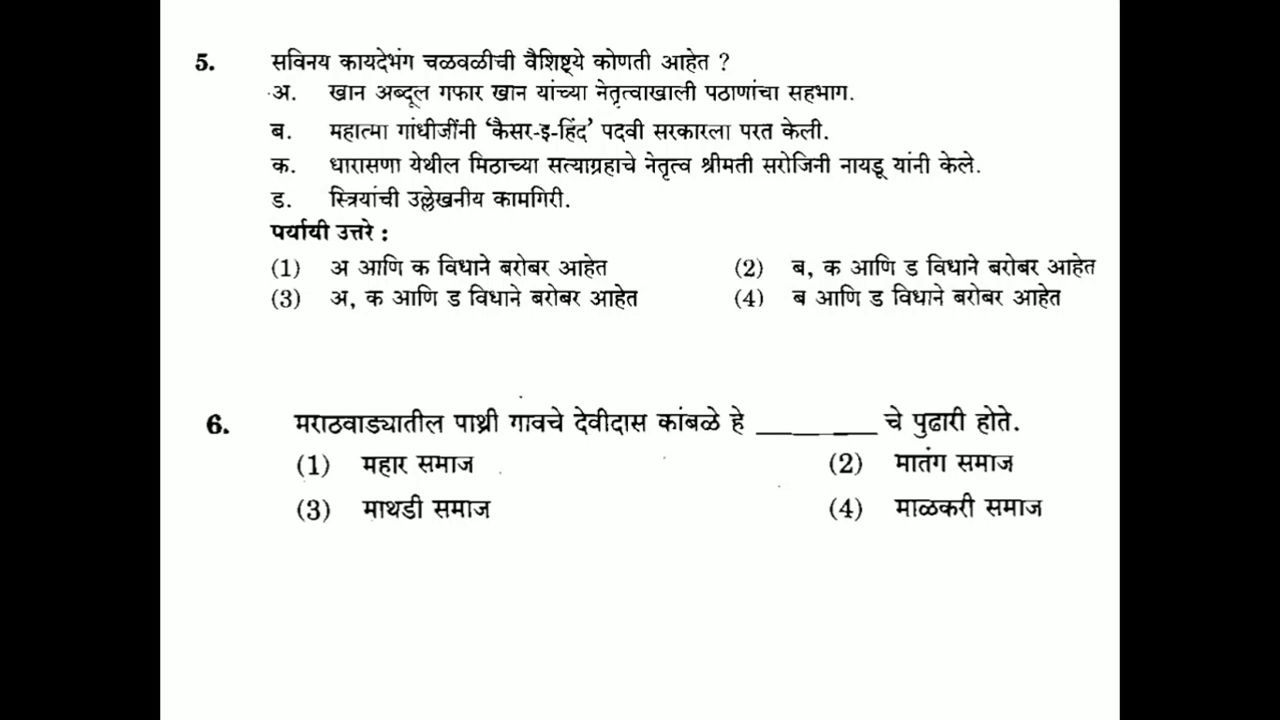 5. सविनय कायदेभंग चळवळीची वैशिष्ट्ये कोणती आहेत ?
अ. खान अब्दूल गफार खान यांच्या नेतृत्वाखाली पठाणांचा सहभाग.
ब. महात्मा गांधीजींनी 'कैसर-इ-हिंद' पदवी सरकारला परत केली.
क. धारासणा येथील मिठाच्या सत्याग्रहाचे नेतृत्व श्रीमती सरोजिनी नायडू यांनी केले.
ड. स्त्रियांची उल्लेखनीय कामगिरी.
पर्यायी उत्तरे :
(1) अ आणि क विधाने बरोबर आहेत (2) ब, क आणि ड विधाने बरोबर आहेत
(3) अ, क आणि ड विधाने बरोबर आहेत (4) ब आणि ड विधाने बरोबर आहेत
6. मराठवाड्यातील पाथ्री गावचे देवीदास कांबळे हे ________ चे पुढारी होते.
(1) महार समाज (2) मातंग समाज
(3) माथडी समाज (4) माळकरी समाज